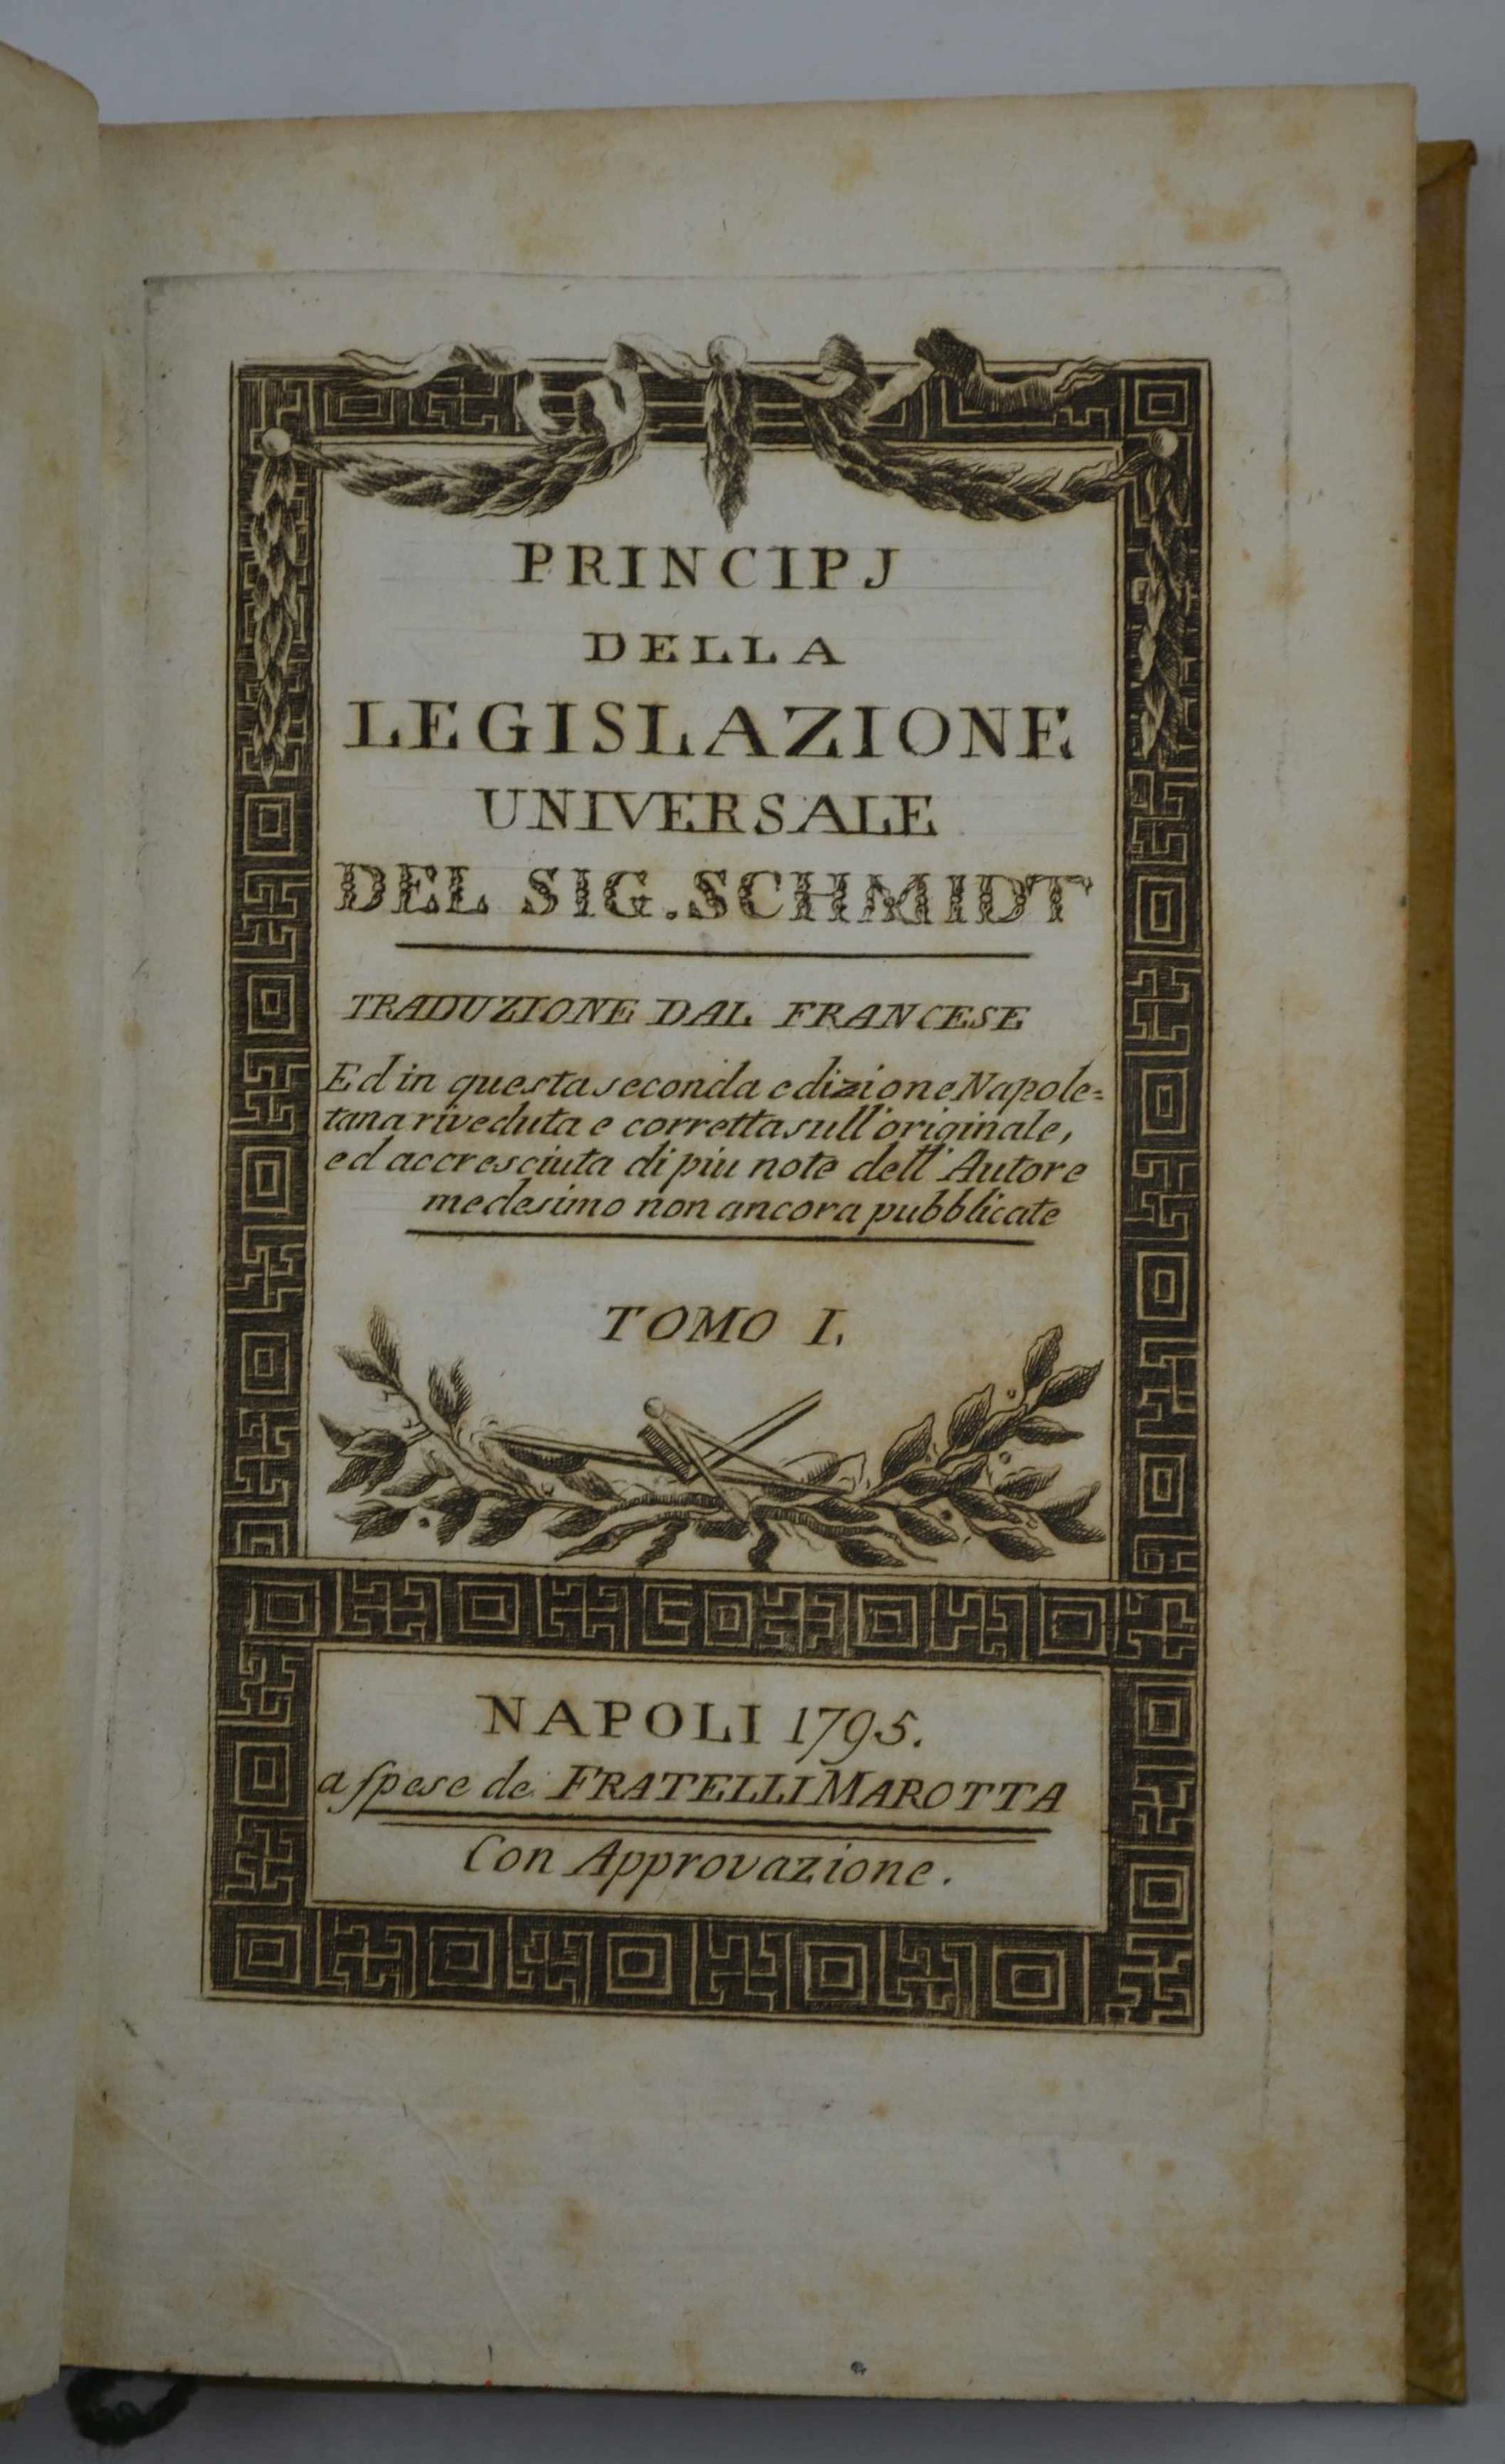 PRINCIPJ
DELLA
LEGISLAZIONE
UNIVERSALE
DEL SIG. SCHMIDT
TRADUZIONE DAL FRANCESE
Ed in questa seconda edizione Napole=
tana riveduta e corretta sull'originale,
ed accresciuta di piu note dell' Autore
medesimo non ancora pubblicate
TOMO I.
NAPOLI 1795.
a ſpese de' FRATELLI MAROTTA
Con Approvazione.